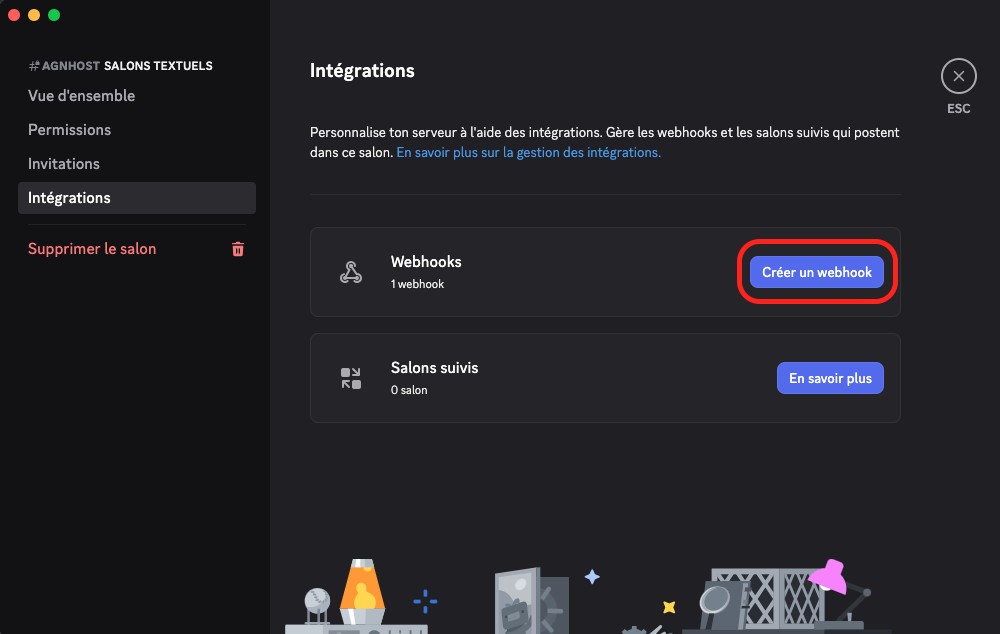 AGNHOST SALONS TEXTUELS
Vue d'ensemble
Permissions
Invitations
Intégrations
Supprimer le salon
Intégrations
ESC
Personnalise ton serveur à l'aide des intégrations. Gère les webhooks et les salons suivis qui postent
dans ce salon. En savoir plus sur la gestion des intégrations.
Webhooks
1 webhook
Créer un webhook
Salons suivis
0 salon
En savoir plus